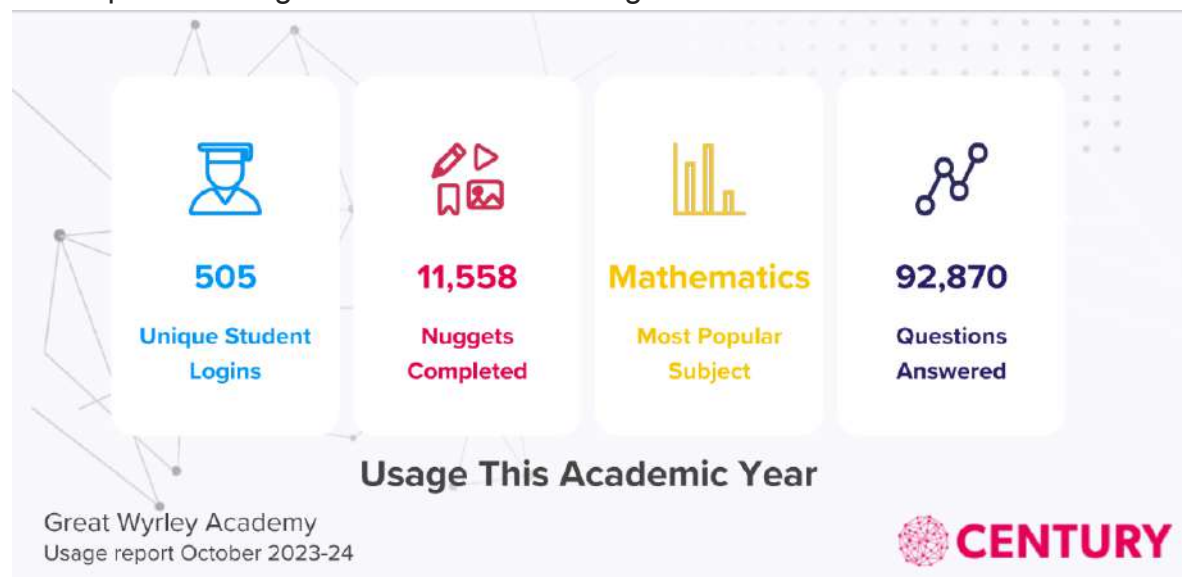 505
Unique Student
Logins
11,558
Nuggets
Completed
Mathematics
Most Popular
Subject
92,870
Questions
Answered
Usage This Academic Year
Great Wyrley Academy
Usage report October 2023-24
CENTURY